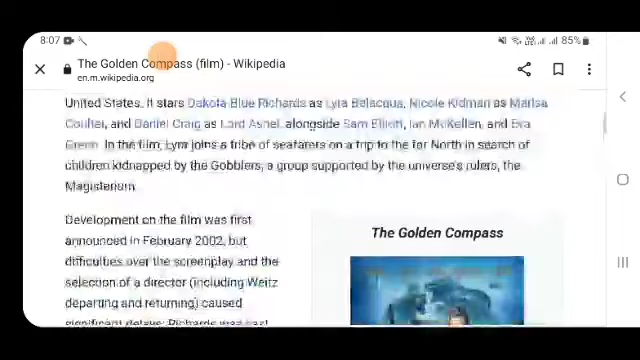 8:07
85%
The Golden Compass (film) - Wikipedia
en.m.wikipedia.org
United States. It stars Dakota Blue Richards as Lyra Belacqua, Nicole Kidman as Marisa
Coulter, and Daniel Craig as Lord Asriel, alongside Sam Elliott, Ian McKellen, and Eva
Green. In the film, Lyra joins a tribe of seafarers on a trip to the far North in search of
children kidnapped by the Gobblers, a group supported by the universe's rulers, the
Magisterium.
Development on the film was first
announced in February 2002, but
difficulties over the screenplay and the
selection of a director (including Weitz
departing and returning) caused
significant delays. Richards was cast
The Golden Compass